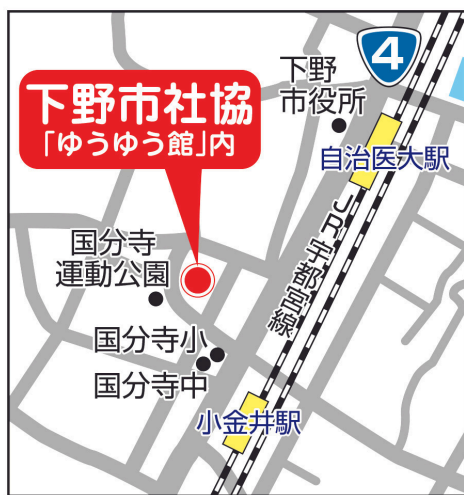 4
下野
市役所
下野市社協
「ゆうゆう館」内
自治医大駅
JR宇都宮線
国分寺
運動公園
国分寺小
国分寺中
小金井駅